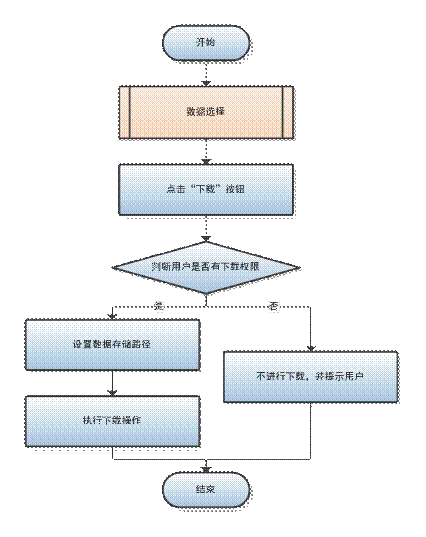 开始
数据选择
点击“下载”按钮
判断用户是否有下载权限
是
否
设置数据存储路径
不进行下载，并提示用户
执行下载操作
结束